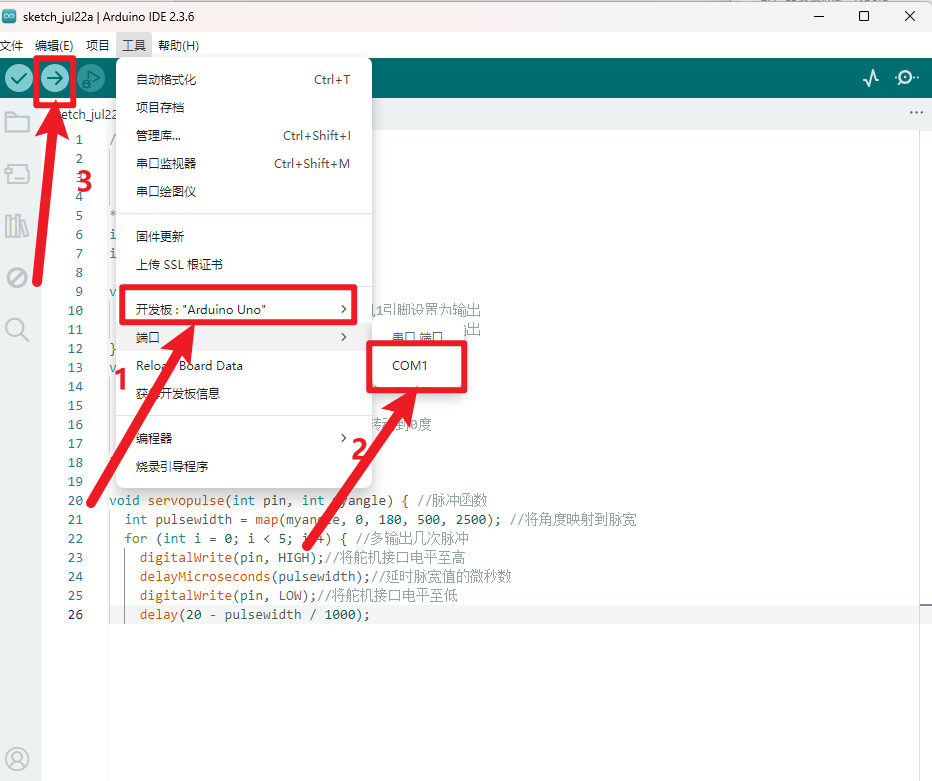 sketch_jul22a | Arduino IDE 2.3.6
文件 编辑(E) 项目 工具 帮助(H)
etch_jul22
自动格式化 Ctrl+T
项目存档
管理库... Ctrl+Shift+I
串口监视器 Ctrl+Shift+M
串口绘图仪
固件更新
上传 SSL 根证书
开发板 : "Arduino Uno"
端口
串口 端口
COM1
Board Data
开发板信息
编程器
烧录引导程序
3
1
2
1 /
2
3
4
5 *
6 i
7 i
8
9 v
10 1引脚设置为输出
11 出
12 }
13 v
14
15
16 转动到0度
17
18
19
20 void servopulse(int pin, int myangle) { //脉冲函数
21 int pulsewidth = map(myangle, 0, 180, 500, 2500); //将角度映射到脉宽
22 for (int i = 0; i < 5; i++) { //多输出几次脉冲
23 digitalWrite(pin, HIGH);//将舵机接口电平至高
24 delayMicroseconds(pulsewidth);//延时脉宽值的微秒数
25 digitalWrite(pin, LOW);//将舵机接口电平至低
26 delay(20 - pulsewidth / 1000);